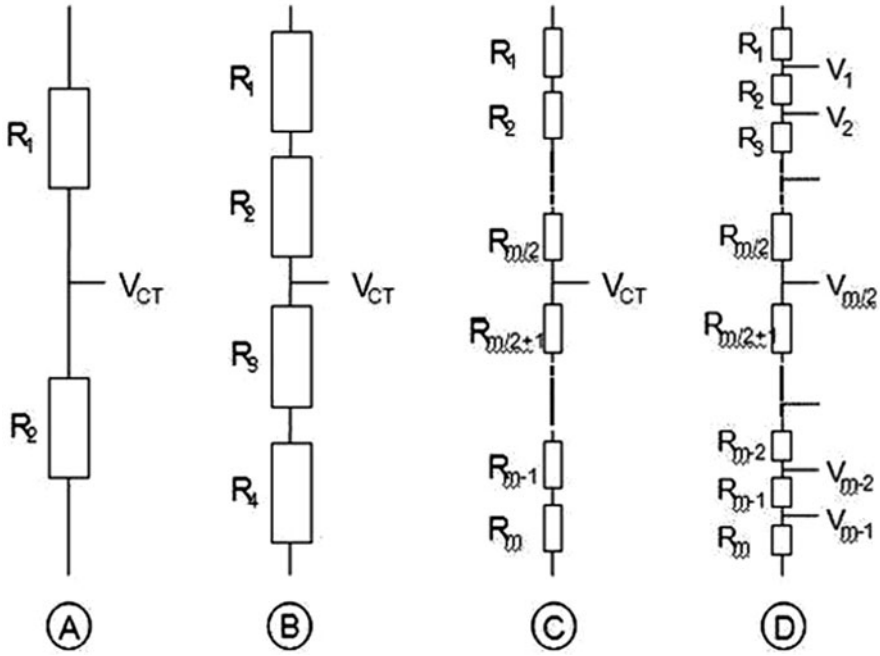 R1
R2
VCT
A
R1
R2
R3
R4
VCT
B
R1
R2
Rm/2
VCT
Rm/2+1
Rm-1
Rm
C
R1
V1
R2
V2
R3
Rm/2
Vm/2
Rm/2+1
Rm-2
Vm-2
Rm-1
Vm-1
Rm
D